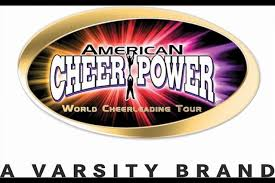 AMERICAN
CHEER POWER
WORLD CHEERLEADING TOUR
A VARSITY BRAND